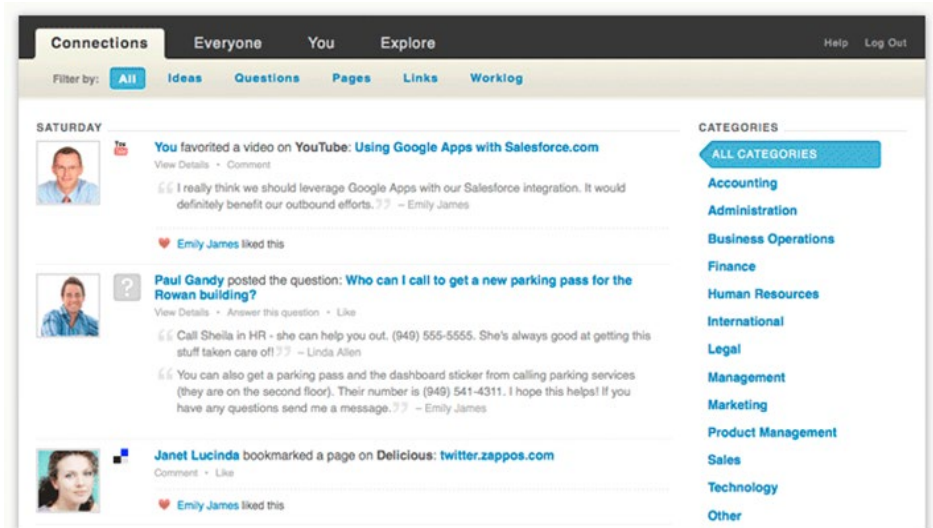 Connections Everyone You Explore Help Log Out
Filter by: All Ideas Questions Pages Links Worklog
SATURDAY
You favorited a video on YouTube: Using Google Apps with Salesforce.com
View Details • Comment
“ I really think we should leverage Google Apps with our Salesforce integration. It would
definitely benefit our outbound efforts. ” – Emily James
Emily James liked this
Paul Gandy posted the question: Who can I call to get a new parking pass for the
Rowan building?
View Details • Answer this question • Like
“ Call Sheila in HR - she can help you out. (949) 555-5555. She's always good at getting this
stuff taken care of! ” – Linda Allen
“ You can also get a parking pass and the dashboard sticker from calling parking services
(they are on the second floor). Their number is (949) 541-4311. I hope this helps! If you
have any questions send me a message. ” – Emily James
Janet Lucinda bookmarked a page on Delicious: twitter.zappos.com
Comment • Like
Emily James liked this
CATEGORIES
ALL CATEGORIES
Accounting
Administration
Business Operations
Finance
Human Resources
International
Legal
Management
Marketing
Product Management
Sales
Technology
Other